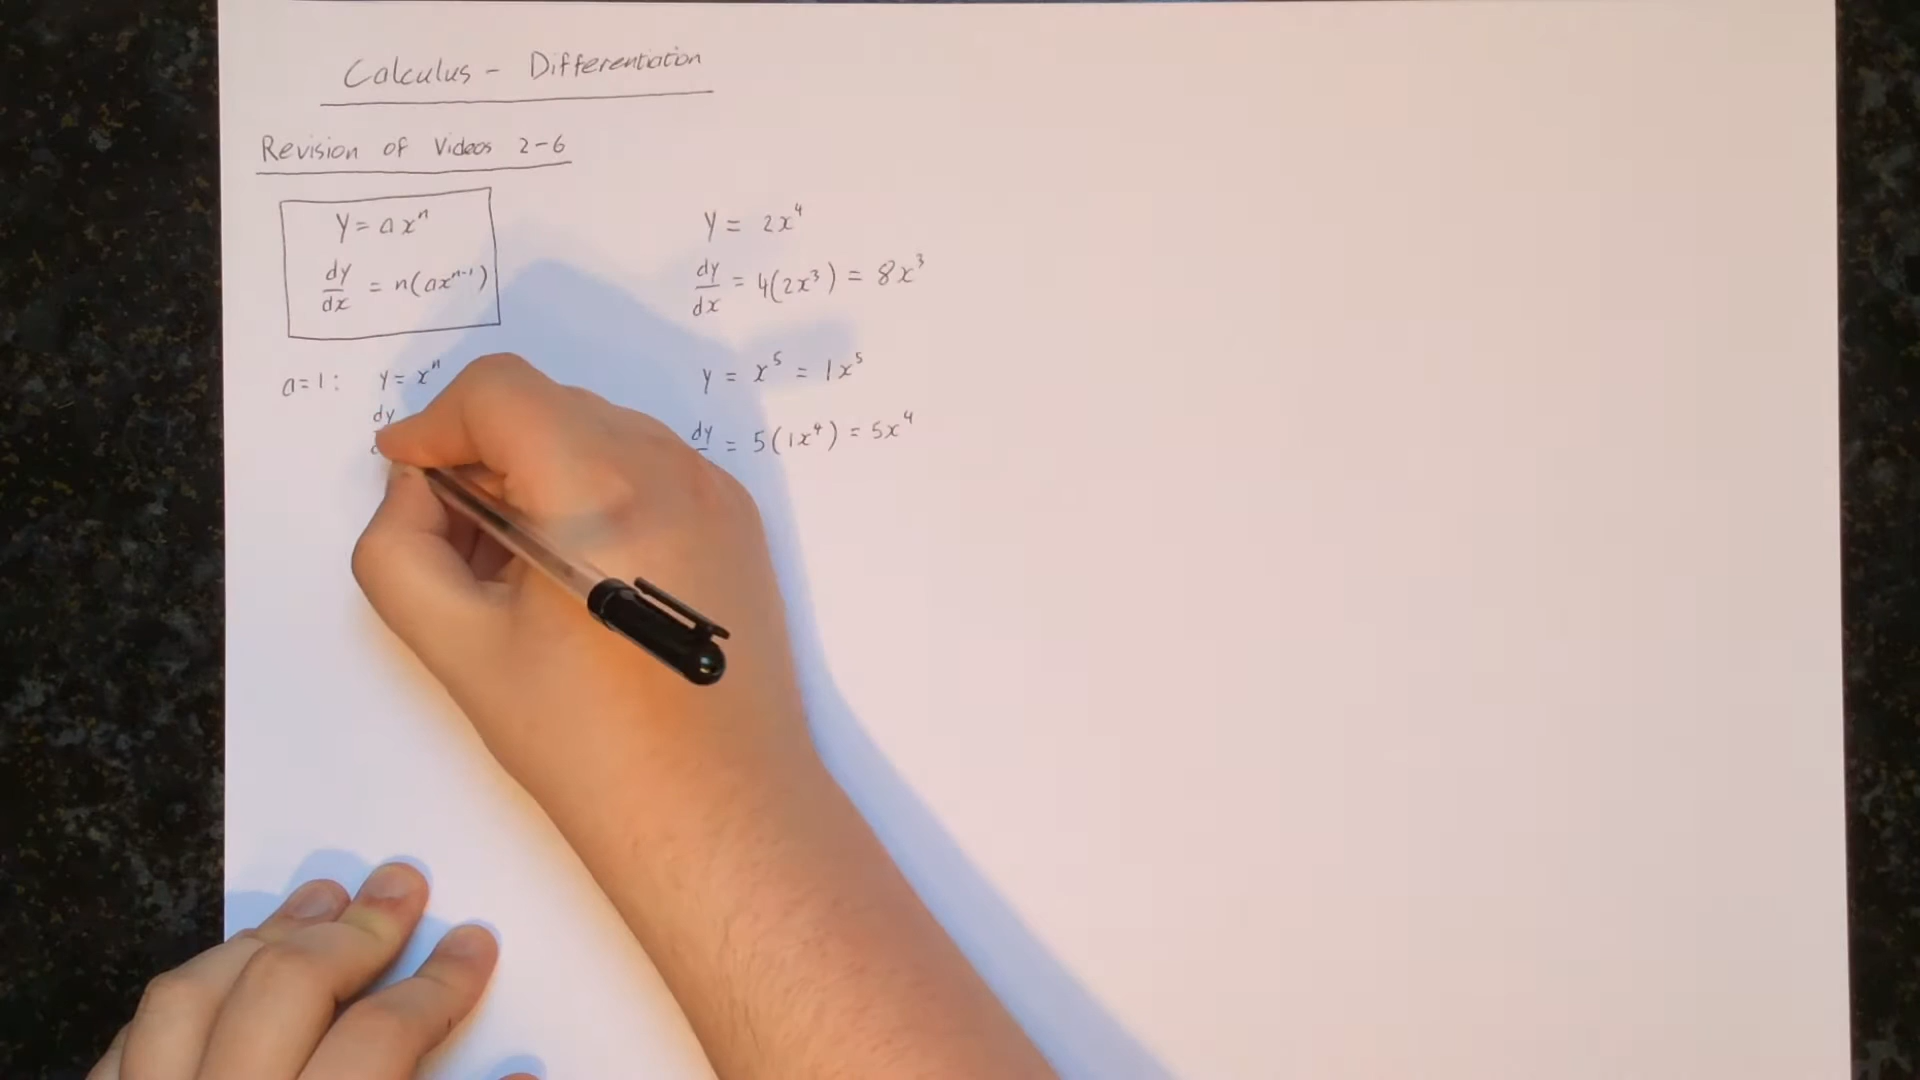 Calculus - Differentiation
Revision of Videos 2-6
y = ax^n
dy/dx = n(ax^{n-1})
a=1: y = x^n
dy
y = 2x^4
dy/dx = 4(2x^3) = 8x^3
y = x^5 = 1x^5
dy = 5(1x^4) = 5x^4